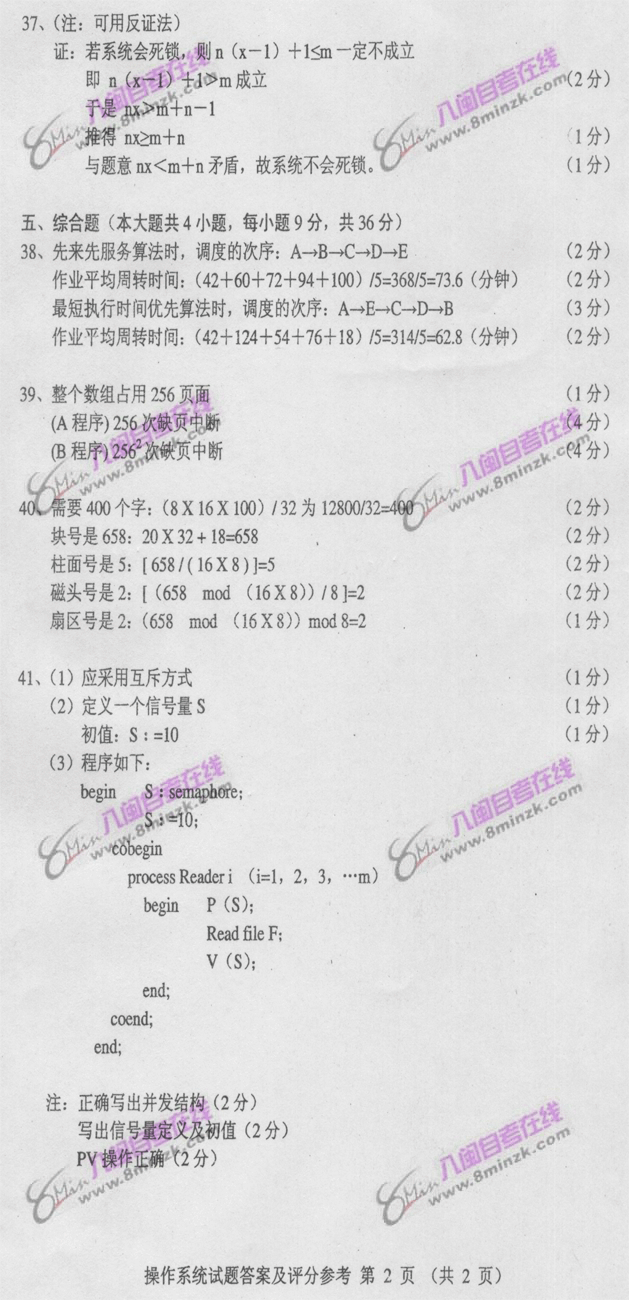 37、（注：可用反证法）
证：若系统会死锁，则 n（x－1）＋1≤m 一定不成立
即 n（x－1）＋1＞m 成立 （2 分）
于是 nx＞m＋n－1
推得 nx≥m＋n （1 分）
与题意 nx＜m＋n 矛盾，故系统不会死锁。 （1 分）
五、综合题（本大题共 4 小题，每小题 9 分，共 36 分）
38、先来先服务算法时，调度的次序：A→B→C→D→E （2 分）
作业平均周转时间：（42＋60＋72＋94＋100）/5=368/5=73.6（分钟） （2 分）
最短执行时间优先算法时，调度的次序：A→E→C→D→B （3 分）
作业平均周转时间：（42＋124＋54＋76＋18）/5=314/5=62.8（分钟） （2 分）
39、整个数组占用 256 页面 （1 分）
(A 程序) 256 次缺页中断 （4 分）
(B 程序) 256² 次缺页中断 （4 分）
40、需要 400 个字：（8 X 16 X 100）/ 32 为 12800/32=400 （2 分）
块号是 658：20 X 32 + 18=658 （2 分）
柱面号是 5：[ 658 / ( 16 X 8 ) ]=5 （2 分）
磁头号是 2：[（658 mod （16 X 8））/ 8 ]=2 （2 分）
扇区号是 2：（658 mod （16 X 8））mod 8=2 （1 分）
41、（1）应采用互斥方式 （1 分）
（2）定义一个信号量 S （1 分）
初值：S：=10 （1 分）
（3）程序如下：
begin S：semaphore；
S：=10；
cobegin
process Reader i （i=1，2，3，…m）
begin P（S）；
Read file F；
V（S）；
end；
coend；
end；
注：正确写出并发结构（2 分）
写出信号量定义及初值（2 分）
PV 操作正确（2 分）
操作系统试题答案及评分参考 第 2 页 （共 2 页）
八闽自考在线
www.8minzk.com